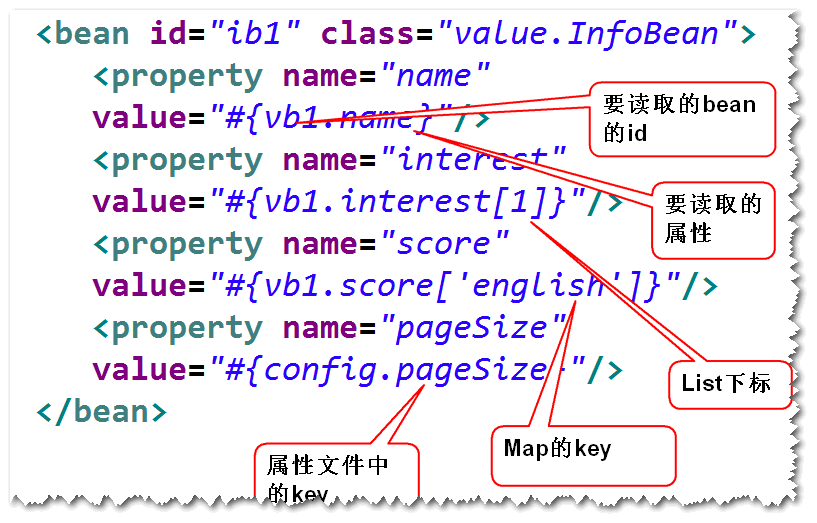 <bean id="ib1" class="value.InfoBean">
<property name="name"
value="#{vb1.name}"/>
<property name="interest"
value="#{vb1.interest[1]}"/>
<property name="score"
value="#{vb1.score['english']}"/>
<property name="pageSize"
value="#{config.pageSize}"/>
</bean>
要读取的bean
的id
要读取的
属性
List下标
Map的key
属性文件中
的key